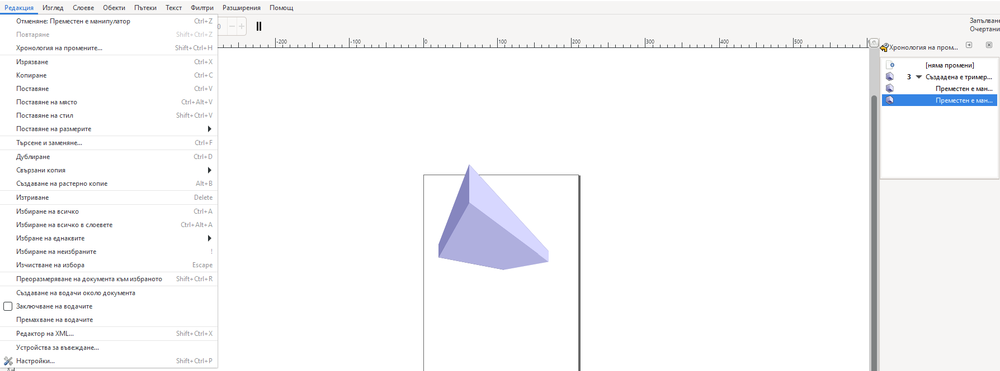 Редакция Изглед Слоеве Обекти Пътеки Текст Филтри Разширения Помощ
Отменяне: Преместен е манипулатор Ctrl+Z
Повтаряне Shift+Ctrl+Z
Хронология на промените... Shift+Ctrl+H
Изрязване Ctrl+X
Копиране Ctrl+C
Поставяне Ctrl+V
Поставяне на място Ctrl+Alt+V
Поставяне на стил Shift+Ctrl+V
Поставяне на размерите
Търсене и заменяне... Ctrl+F
Дублиране Ctrl+D
Свързани копия
Създаване на растерно копие Alt+B
Изтриване Delete
Избиране на всичко Ctrl+A
Избиране на всичко в слоевете Ctrl+Alt+A
Избране на еднаквите
Избиране на неизбраните !
Изчистване на избора Escape
Преоразмеряване на документа към избраното Shift+Ctrl+R
Създаване на водачи около документа
Заключване на водачите
Премахване на водачите
Редактор на XML... Shift+Ctrl+X
Устройства за въвеждане...
Настройки... Shift+Ctrl+P
0
-200 -100 0 100 200 300 400 500
Запълване
Очертани
Хронология на пром...
[няма промени]
3 Създадена е тример...
Преместен е ман...
Преместен е ман...